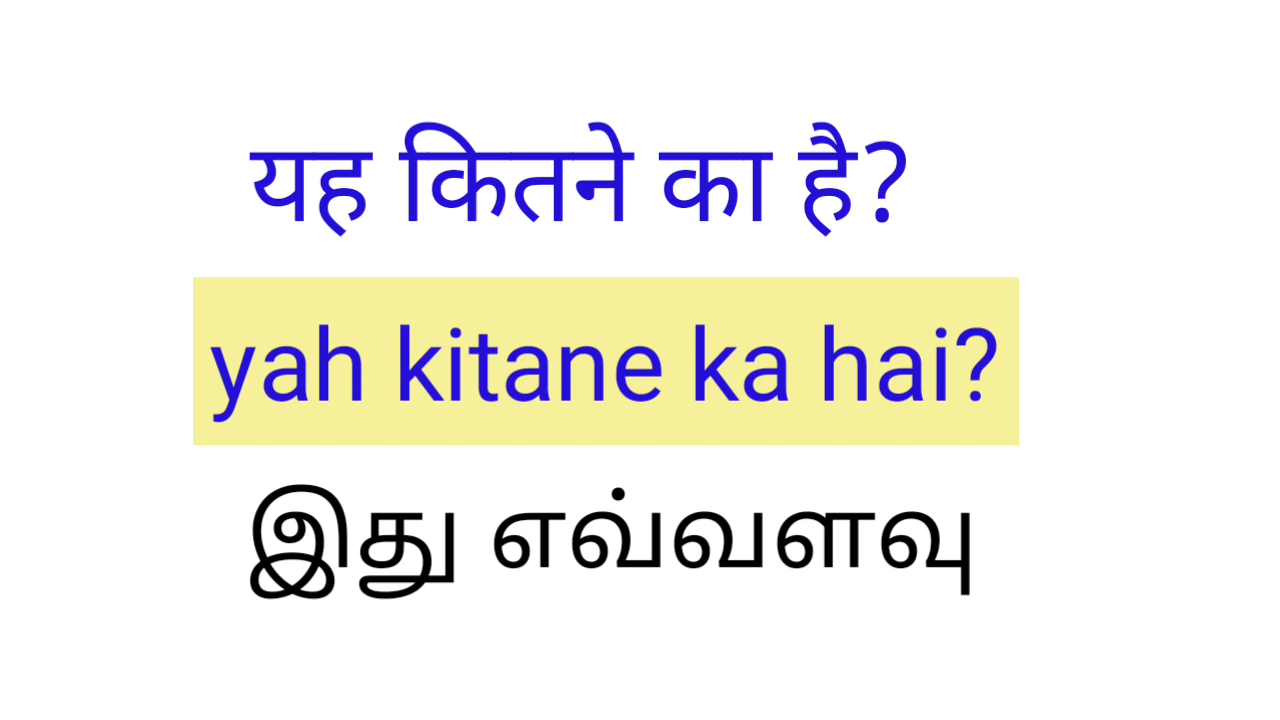 यह कितने का है?
yah kitane ka hai?
இது எவ்வளவு